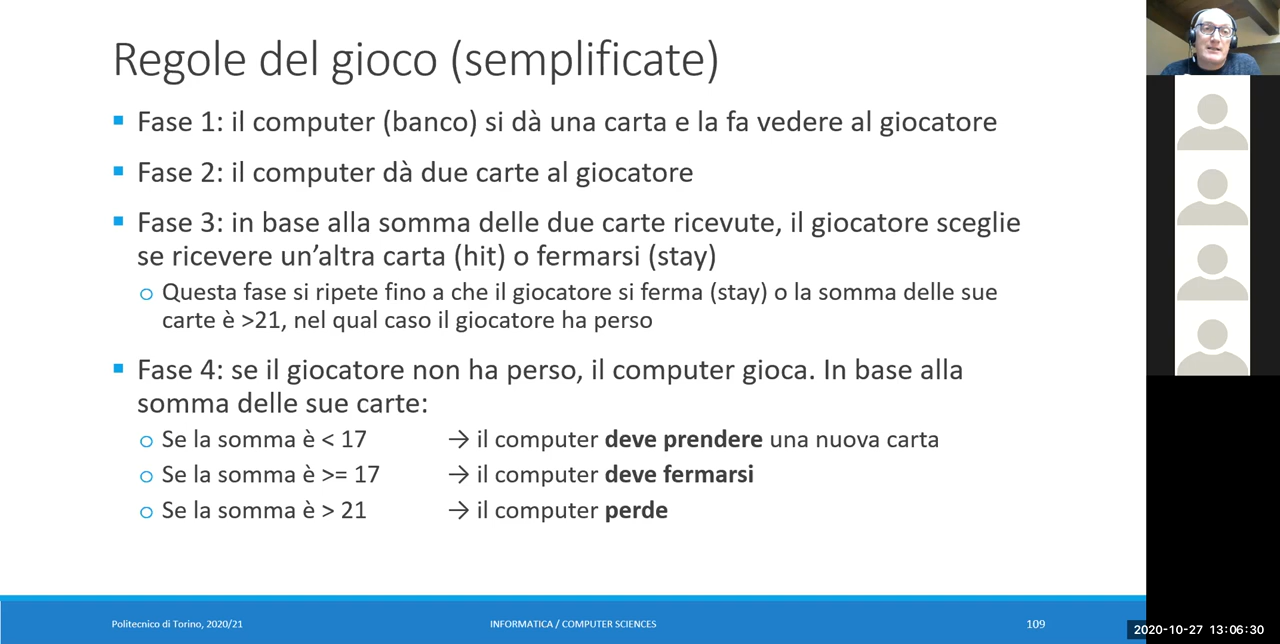 Regole del gioco (semplificate)
Fase 1: il computer (banco) si dà una carta e la fa vedere al giocatore
Fase 2: il computer dà due carte al giocatore
Fase 3: in base alla somma delle due carte ricevute, il giocatore sceglie
se ricevere un’altra carta (hit) o fermarsi (stay)
Questa fase si ripete fino a che il giocatore si ferma (stay) o la somma delle sue
carte è >21, nel qual caso il giocatore ha perso
Fase 4: se il giocatore non ha perso, il computer gioca. In base alla
somma delle sue carte:
Se la somma è < 17 → il computer deve prendere una nuova carta
Se la somma è >= 17 → il computer deve fermarsi
Se la somma è > 21 → il computer perde
Politecnico di Torino, 2020/21 INFORMATICA / COMPUTER SCIENCES 109
2020-10-27 13:06:30